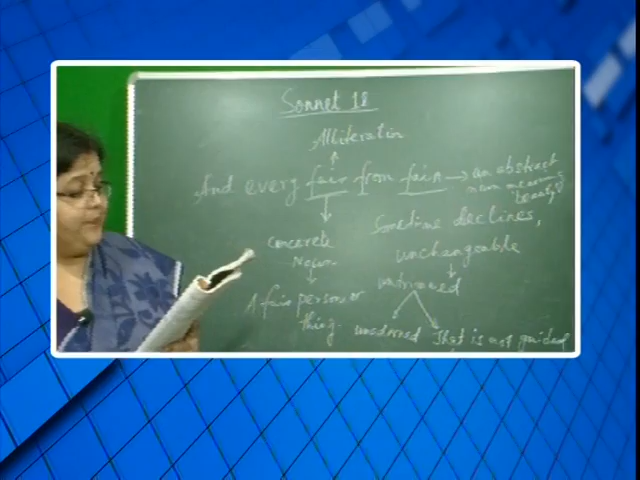 Sonnet 18
Alliteration
And every fair from fair → an abstract
noun meaning
beauty
Sometime declines,
concrete
Noun
unchangeable
untrimmed
A fair person or
thing.
unadorned
That is not guided